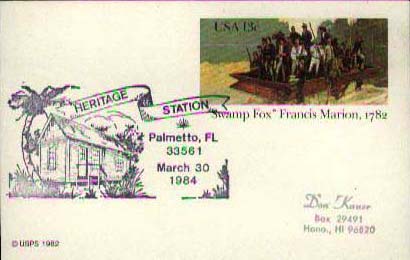 USA 13c
"Swamp Fox" Francis Marion, 1782
HERITAGE STATION
Palmetto, FL
33561
March 30
1984
Box 29491
Hono., HI 96820
© USPS 1982